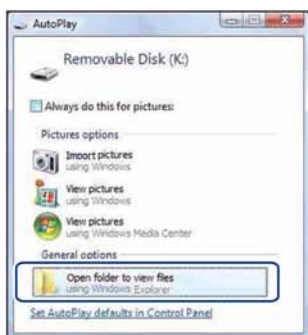 AutoPlay
Removable Disk (K:)
Always do this for pictures:
Pictures options
Import pictures
using Windows
View pictures
using Windows
View pictures
using Windows Media Center
General options
Open folder to view files
using Windows Explorer
Set AutoPlay defaults in Control Panel